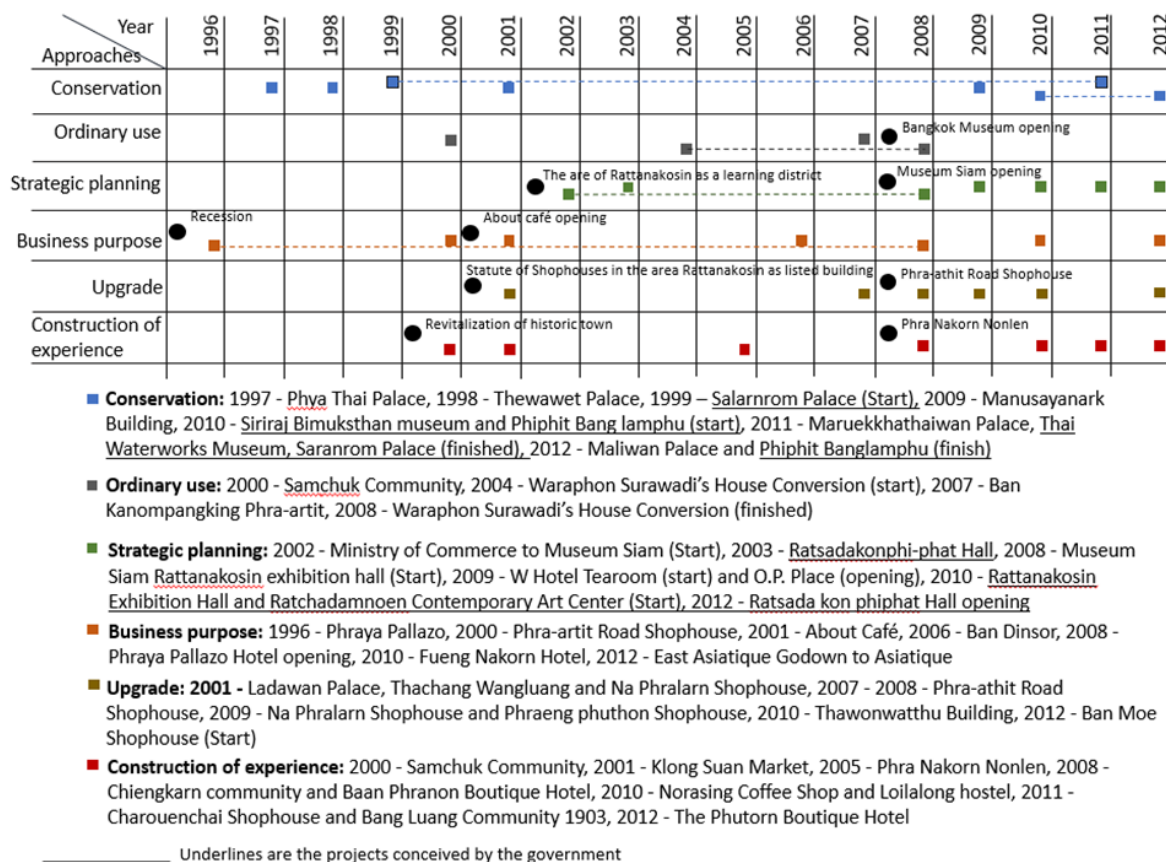 Year
Approaches
1996 1997 1998 1999 2000 2001 2002 2003 2004 2005 2006 2007 2008 2009 2010 2011 2012
Conservation
Ordinary use
Bangkok Museum opening
Strategic planning
The are of Rattanakosin as a learning district
Museum Siam opening
Business purpose
Recession
About café opening
Upgrade
Statute of Shophouses in the area Rattanakosin as listed building
Phra-athit Road Shophouse
Construction of
experience
Revitalization of historic town
Phra Nakorn Nonlen
Conservation: 1997 - Phya Thai Palace, 1998 - Thewawet Palace, 1999 – Salarnrom Palace (Start), 2009 - Manusayanark
Building, 2010 - Siriraj Bimuksthan museum and Phiphit Bang lamphu (start), 2011 - Maruekkhathaiwan Palace, Thai
Waterworks Museum, Saranrom Palace (finished), 2012 - Maliwan Palace and Phiphit Banglamphu (finish)
Ordinary use: 2000 - Samchuk Community, 2004 - Waraphon Surawadi's House Conversion (start), 2007 - Ban
Kanompangking Phra-artit, 2008 - Waraphon Surawadi's House Conversion (finished)
Strategic planning: 2002 - Ministry of Commerce to Museum Siam (Start), 2003 - Ratsadakonphi-phat Hall, 2008 - Museum
Siam Rattanakosin exhibition hall (Start), 2009 - W Hotel Tearoom (start) and O.P. Place (opening), 2010 - Rattanakosin
Exhibition Hall and Ratchadamnoen Contemporary Art Center (Start), 2012 - Ratsada kon phiphat Hall opening
Business purpose: 1996 - Phraya Pallazo, 2000 - Phra-artit Road Shophouse, 2001 - About Café, 2006 - Ban Dinsor, 2008 -
Phraya Pallazo Hotel opening, 2010 - Fueng Nakorn Hotel, 2012 - East Asiatique Godown to Asiatique
Upgrade: 2001 - Ladawan Palace, Thachang Wangluang and Na Phralarn Shophouse, 2007 - 2008 - Phra-athit Road
Shophouse, 2009 - Na Phralarn Shophouse and Phraeng phuthon Shophouse, 2010 - Thawonwatthu Building, 2012 - Ban Moe
Shophouse (Start)
Construction of experience: 2000 - Samchuk Community, 2001 - Klong Suan Market, 2005 - Phra Nakorn Nonlen, 2008 -
Chiengkarn community and Baan Phranon Boutique Hotel, 2010 - Norasing Coffee Shop and Loilalong hostel, 2011 -
Charouenchai Shophouse and Bang Luang Community 1903, 2012 - The Phutorn Boutique Hotel
Underlines are the projects conceived by the government